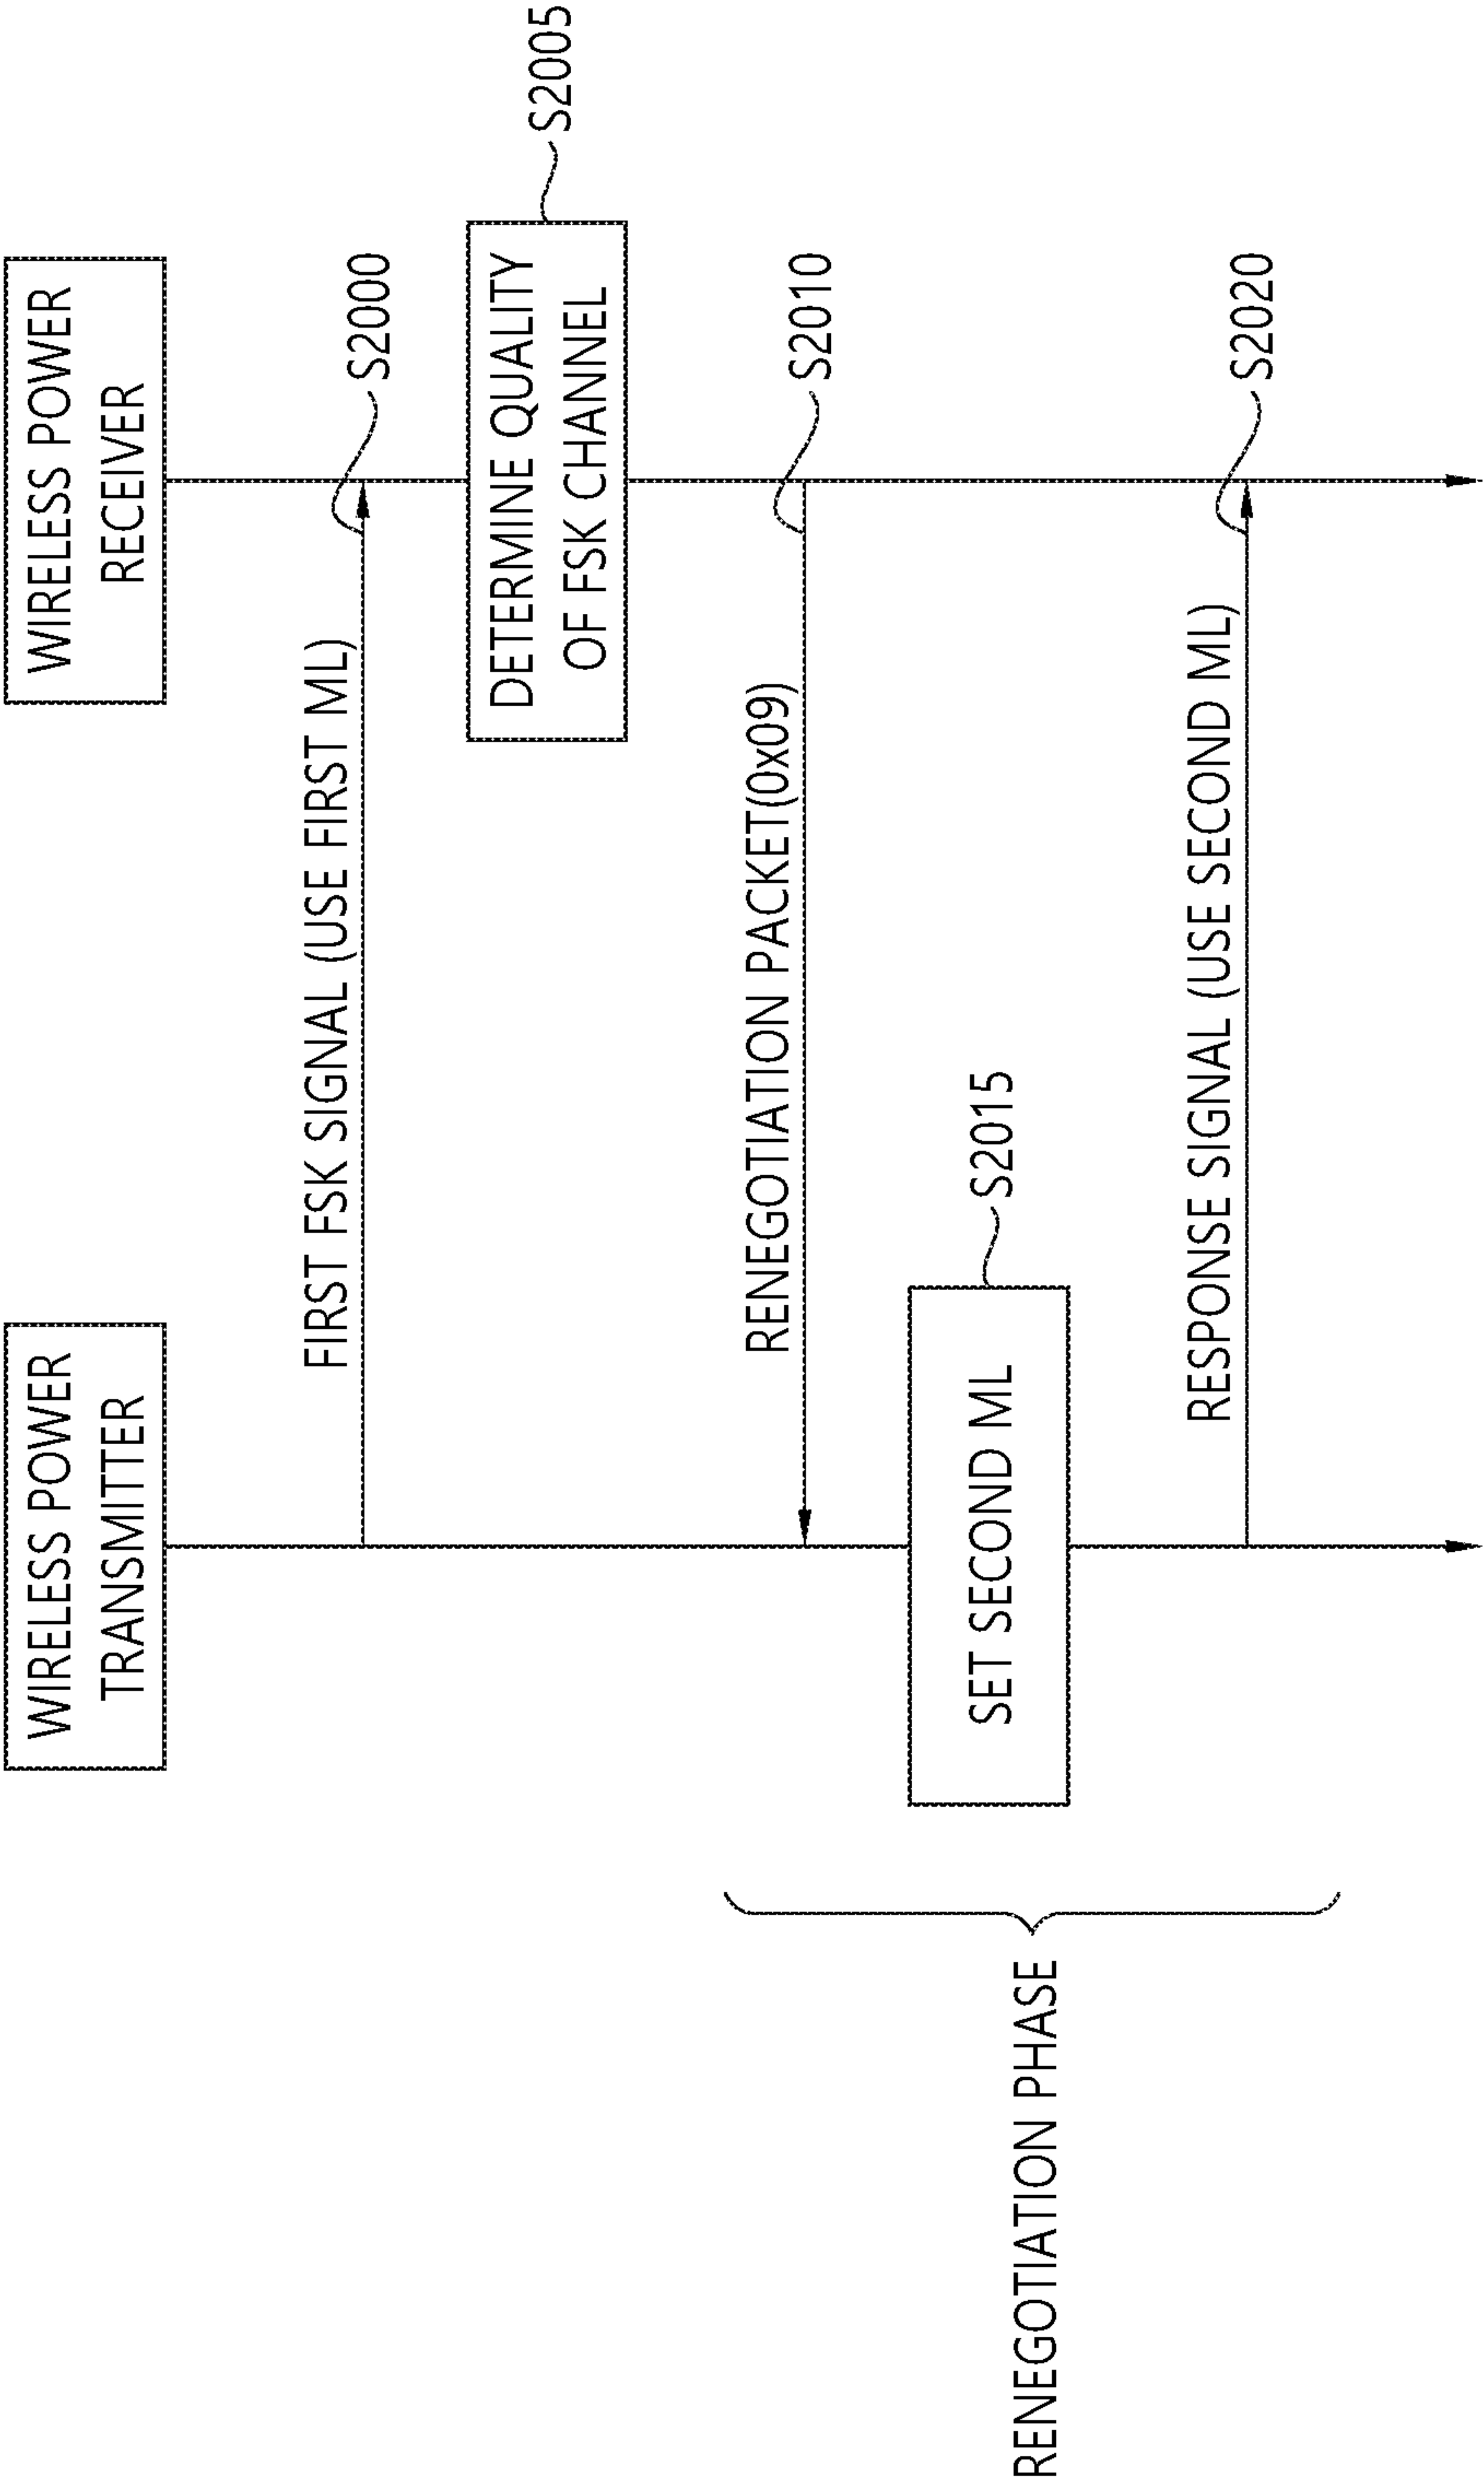 WIRELESS POWER
TRANSMITTER
WIRELESS POWER
RECEIVER
FIRST FSK SIGNAL (USE FIRST ML)
S2000
DETERMINE QUALITY
OF FSK CHANNEL
S2005
RENEGOTIATION PACKET(0x09)
S2010
SET SECOND ML
S2015
RENEGOTIATION PHASE
RESPONSE SIGNAL (USE SECOND ML)
S2020